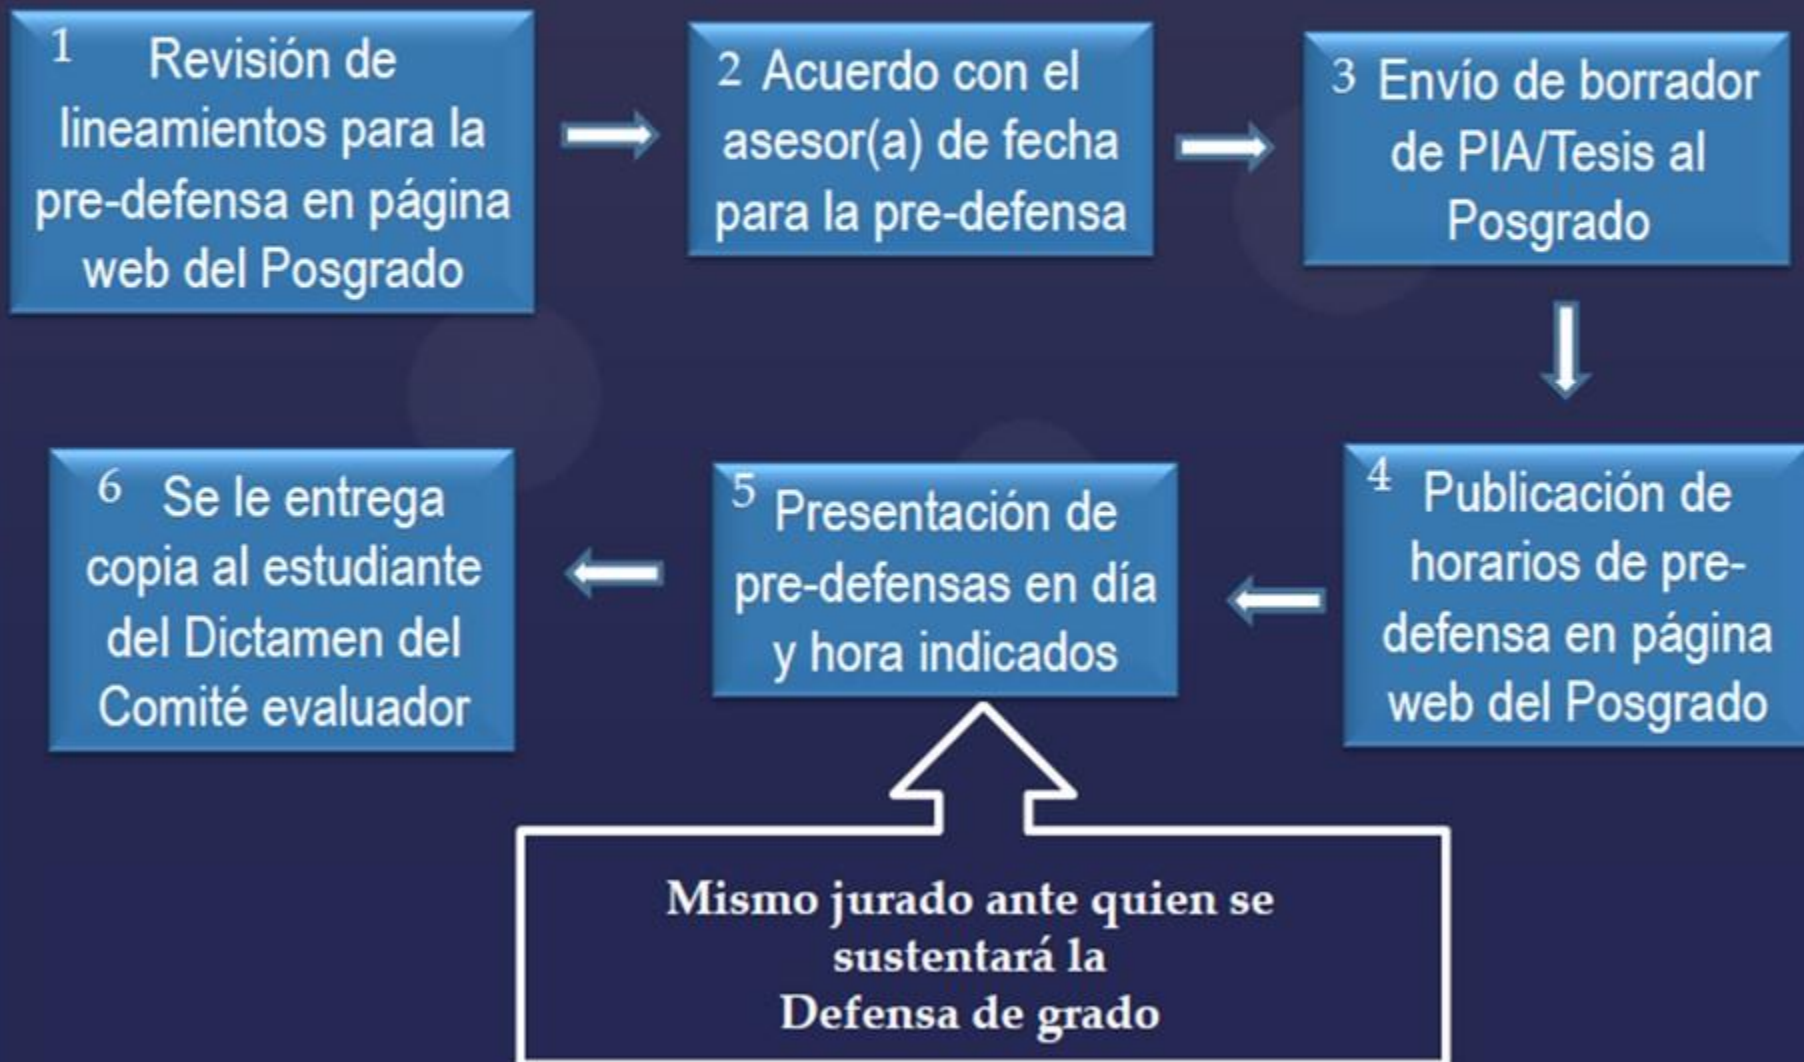 1 Revisión de
lineamientos para la
pre-defensa en página
web del Posgrado
2 Acuerdo con el
asesor(a) de fecha
para la pre-defensa
3 Envío de borrador
de PIA/Tesis al
Posgrado
4 Publicación de
horarios de pre-
defensa en página
web del Posgrado
5 Presentación de
pre-defensas en día
y hora indicados
6 Se le entrega
copia al estudiante
del Dictamen del
Comité evaluador
Mismo jurado ante quien se
sustentará la
Defensa de grado